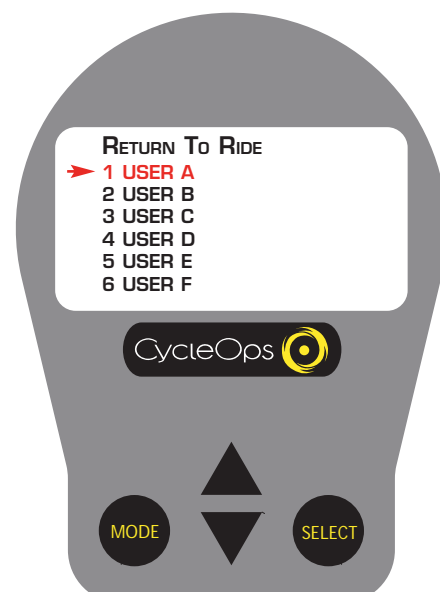 RETURN TO RIDE
1 USER A
2 USER B
3 USER C
4 USER D
5 USER E
6 USER F
CycleOps
MODE
SELECT